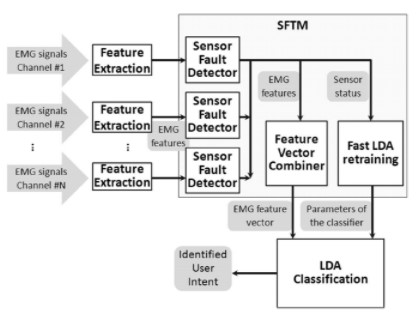 SFTM
EMG signals
Channel #1
Feature
Extraction
Sensor
Fault
Detector
EMG
features
Sensor
status
EMG signals
Channel #2
Feature
Extraction
EMG
features
Sensor
Fault
Detector
Feature
Vector
Combiner
Fast LDA
retraining
EMG signals
Channel #N
Feature
Extraction
Sensor
Fault
Detector
EMG feature
vector
Parameters of
the classifier
Identified
User
Intent
LDA
Classification